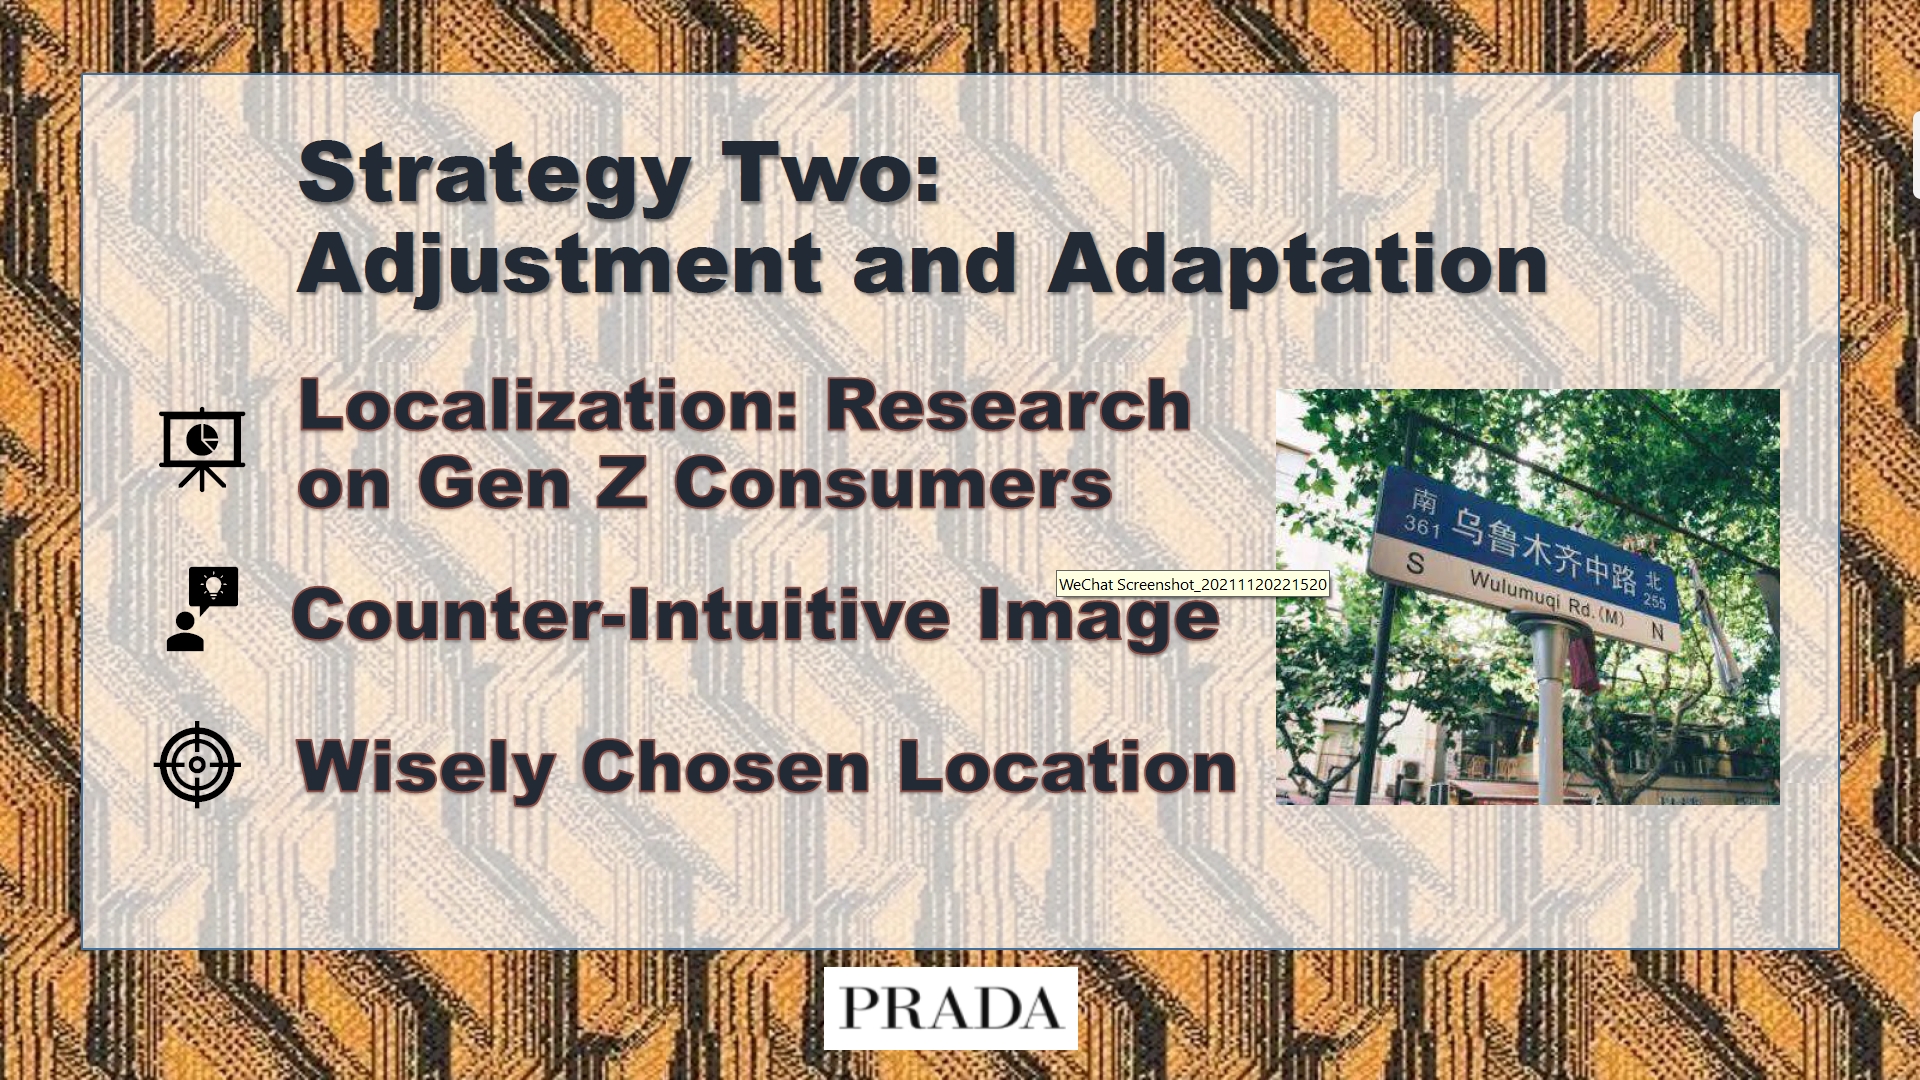 Strategy Two:
Adjustment and Adaptation
Localization: Research
on Gen Z Consumers
WeChat Screenshot_20211120221520
Counter-Intuitive Image
Wisely Chosen Location
南
361
乌鲁木齐中路
北
255
S
Wulumuqi Rd.(M)
N
PRADA